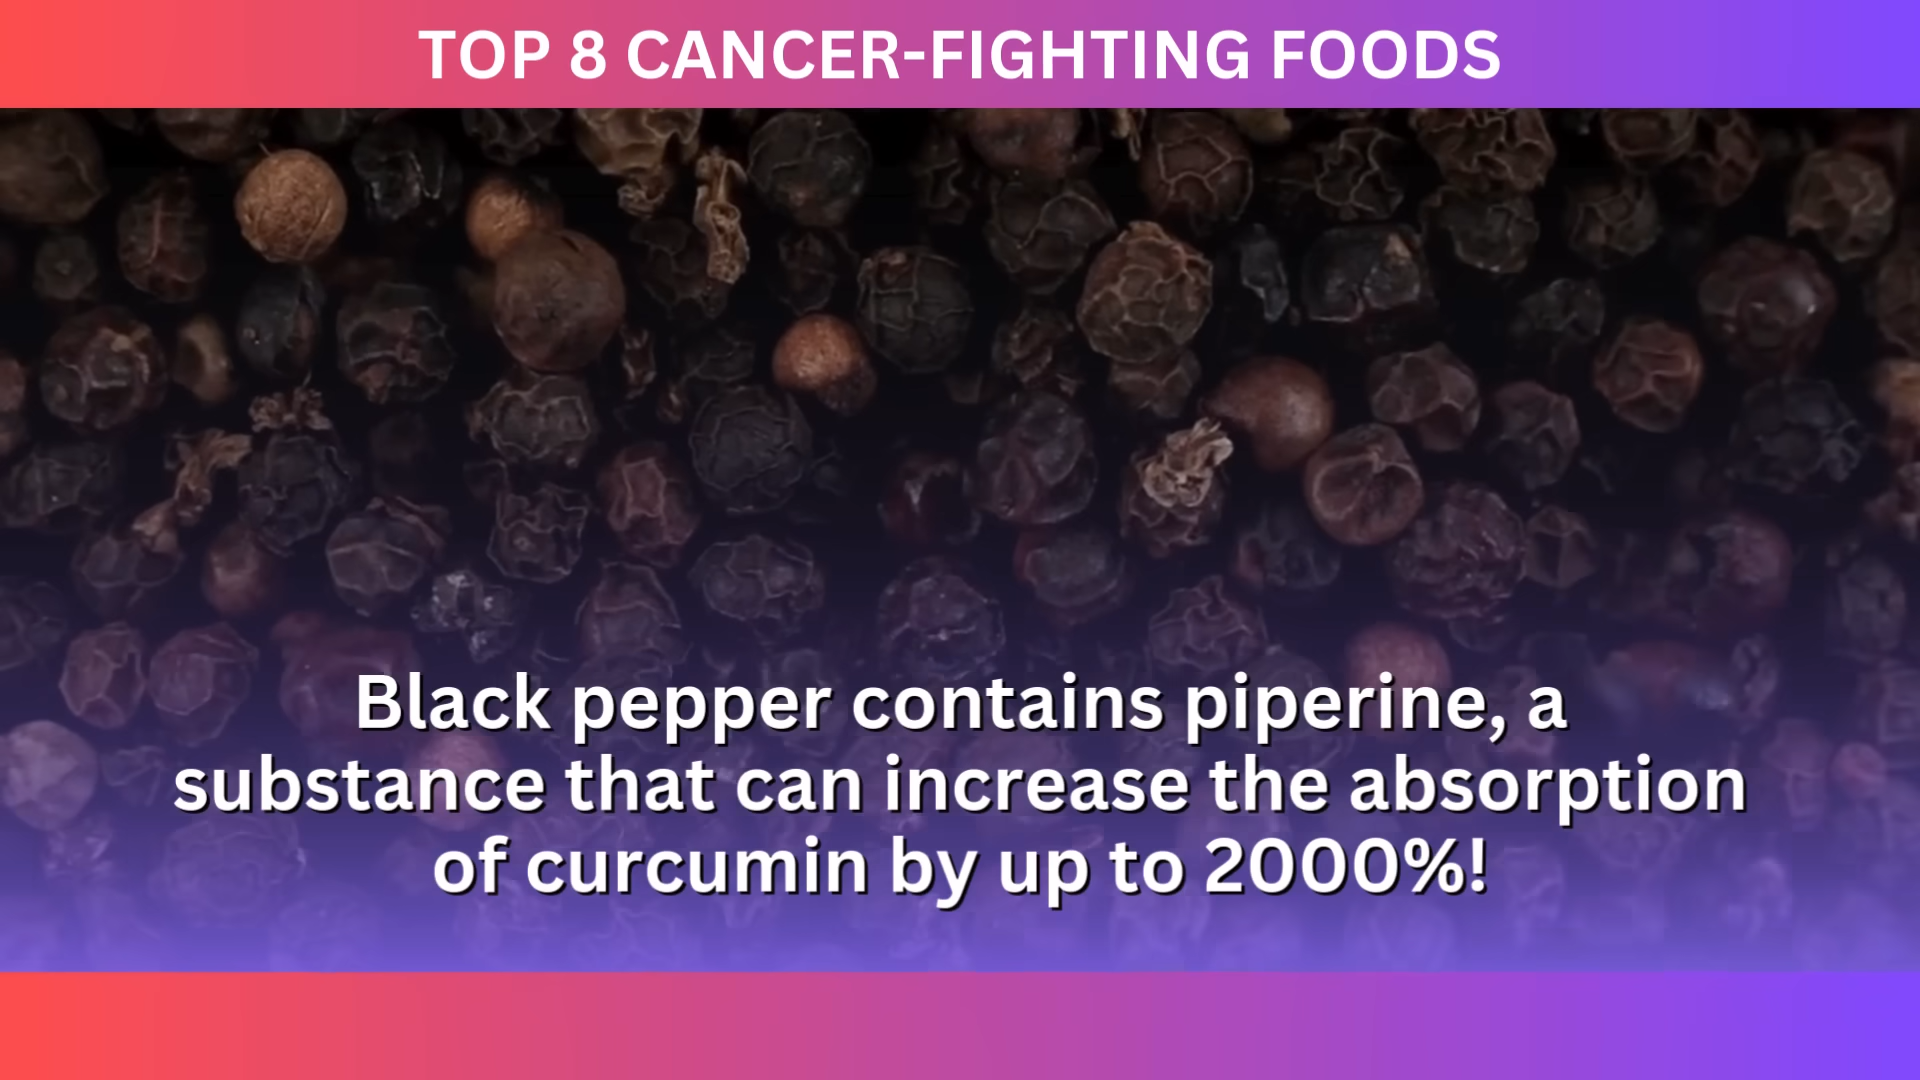 TOP 8 CANCER-FIGHTING FOODS
Black pepper contains piperine, a
substance that can increase the absorption
of curcumin by up to 2000%!